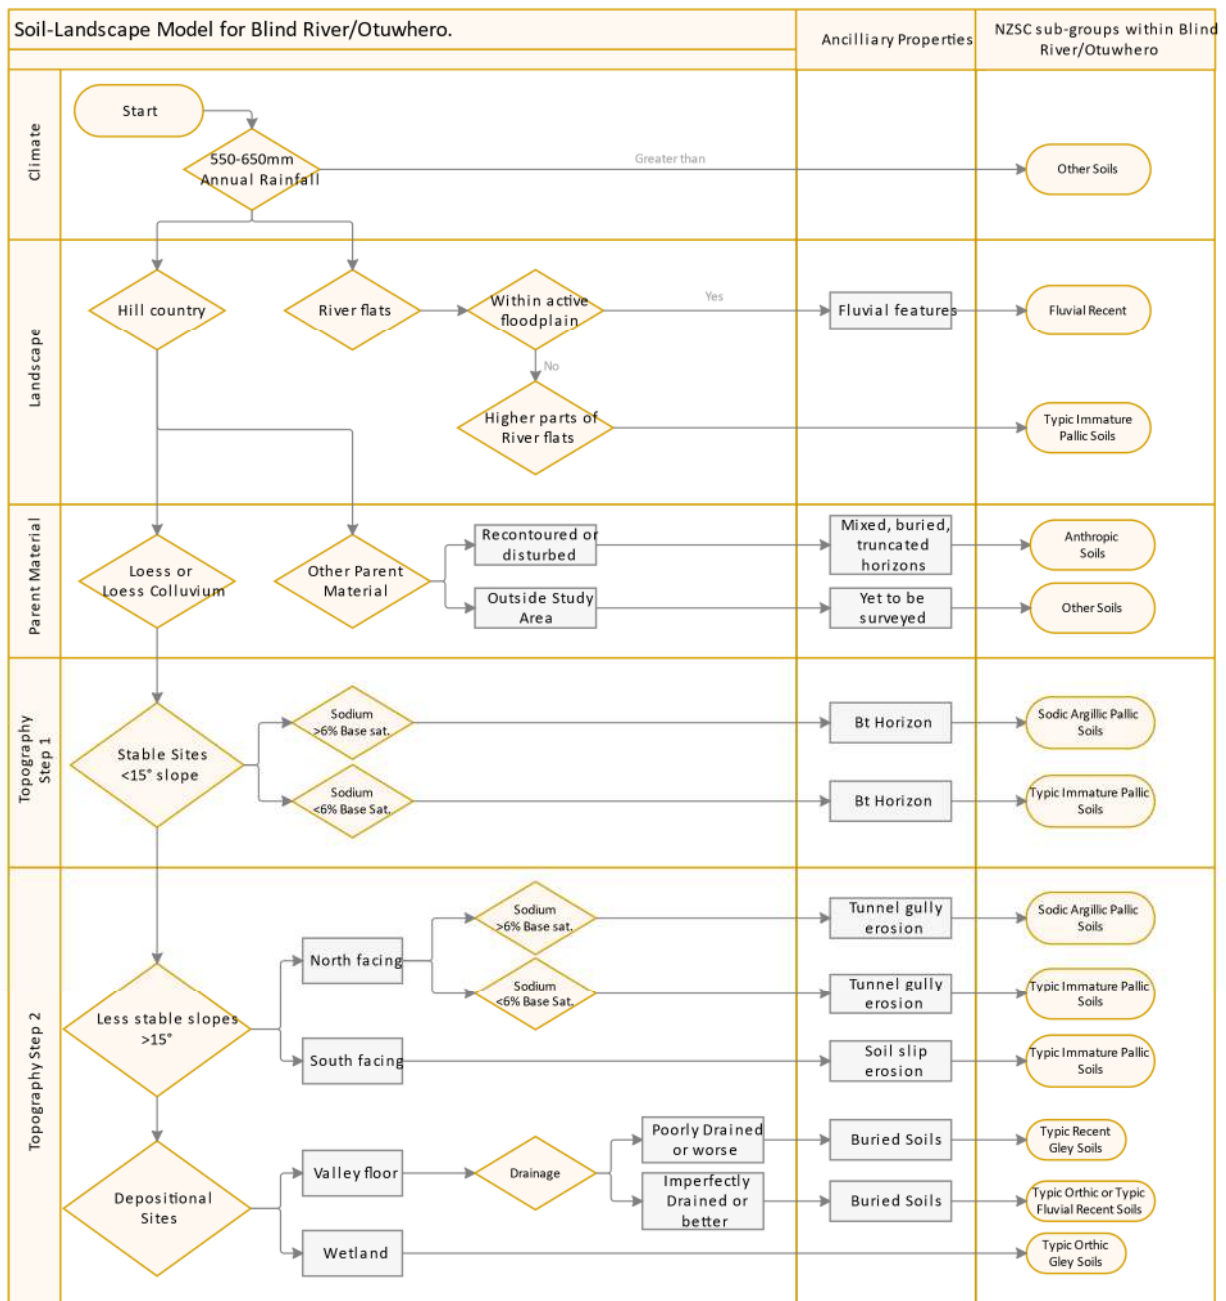 Soil-Landscape Model for Blind River/Otuwhero.
Ancilliary Properties
NZSC sub-groups within Blind
River/Otuwhero
Climate
Start
550-650mm
Annual Rainfall
Greater than
Other Soils
Landscape
Hill country
River flats
Within active
floodplain
Yes
Fluvial features
Fluvial Recent
No
Higher parts of
River flats
Typic Immature
Pallic Soils
Parent Material
Loess or
Loess Colluvium
Other Parent
Material
Recontoured or
disturbed
Mixed, buried,
truncated
horizons
Anthropic
Soils
Outside Study
Area
Yet to be
surveyed
Other Soils
Topography
Step 1
Stable Sites
<15° slope
Sodium
>6% Base sat.
Bt Horizon
Sodic Argillic Pallic
Soils
Sodium
<6% Base Sat.
Bt Horizon
Typic Immature Pallic
Soils
Topography Step 2
Less stable slopes
>15°
North facing
Sodium
>6% Base sat.
Tunnel gully
erosion
Sodic Argillic Pallic
Soils
Sodium
<6% Base Sat.
Tunnel gully
erosion
Typic Immature Pallic
Soils
South facing
Soil slip
erosion
Typic Immature Pallic
Soils
Depositional
Sites
Valley floor
Drainage
Poorly Drained
or worse
Buried Soils
Typic Recent
Gley Soils
Imperfectly
Drained or
better
Buried Soils
Typic Orthic or Typic
Fluvial Recent Soils
Wetland
Typic Orthic
Gley Soils